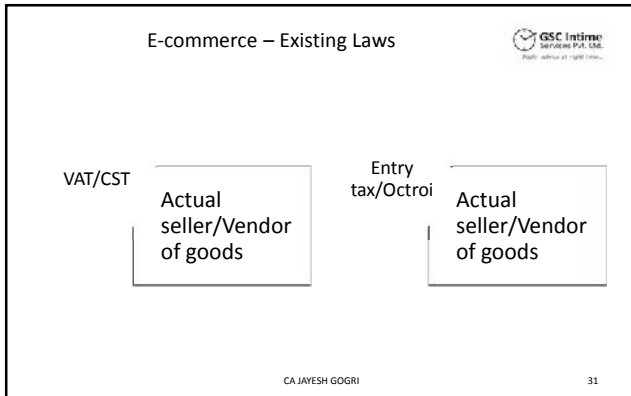 E-commerce – Existing Laws
GSC Intime
Services Pvt. Ltd.
VAT/CST
Actual
seller/Vendor
of goods
Entry
tax/Octroi
Actual
seller/Vendor
of goods
CA JAYESH GOGRI
31